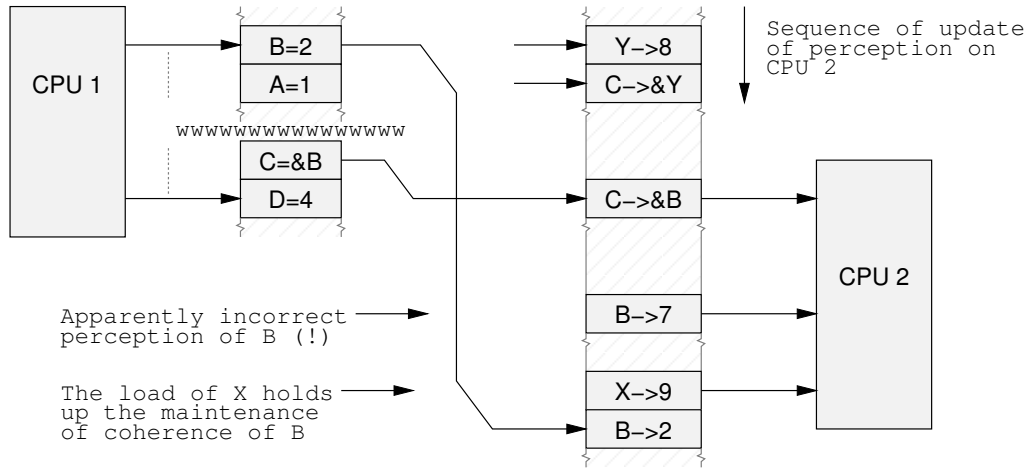 CPU 1
B=2
A=1
wwwwwwwwwwwwwwww
C=&B
D=4
Y->8
C->&Y
C->&B
B->7
X->9
B->2
Sequence of update
of perception on
CPU 2
CPU 2
Apparently incorrect
perception of B (!)
The load of X holds
up the maintenance
of coherence of B